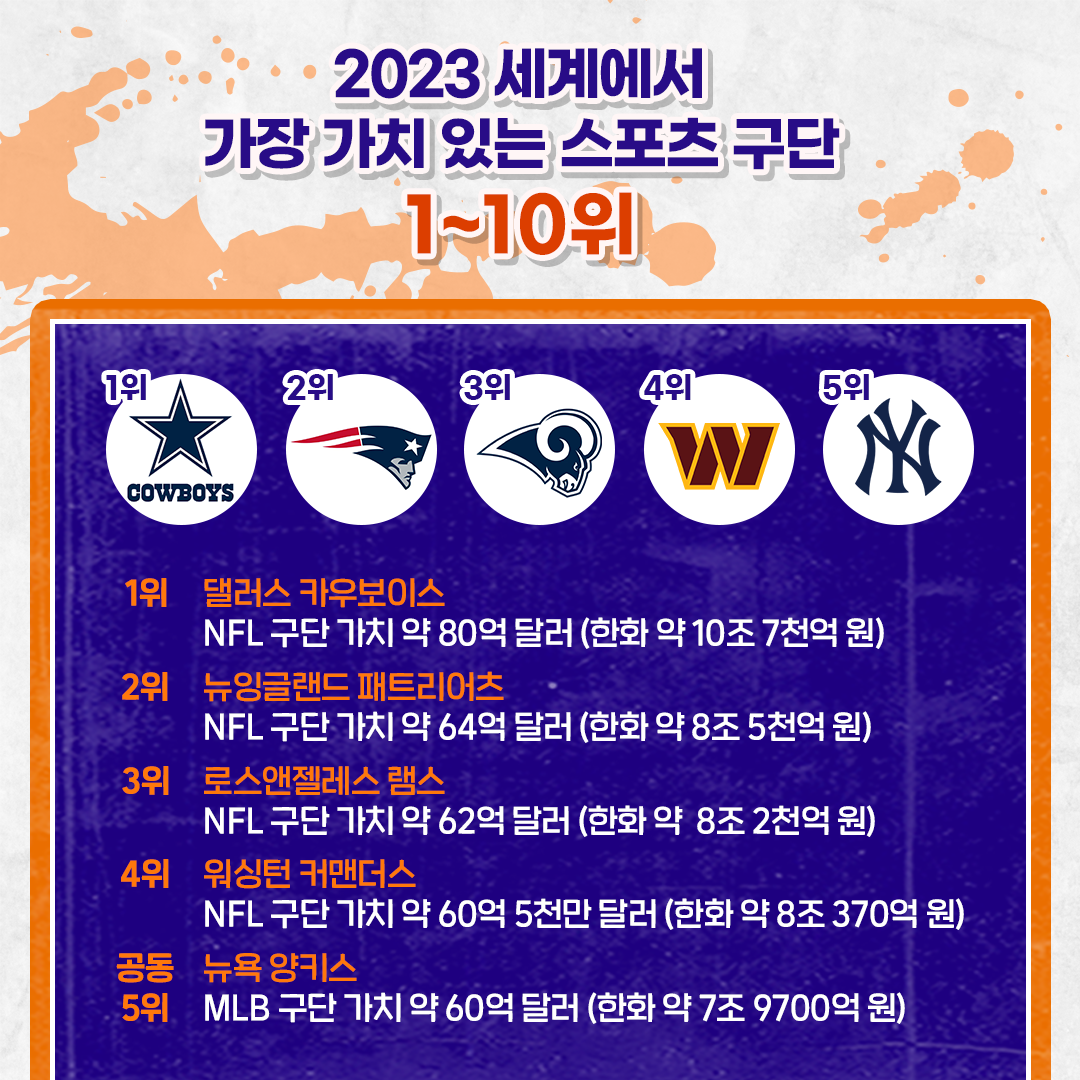 2023 세계에서
가장 가치 있는 스포츠 구단
1~10위
1위 2위 3위 4위 5위
COWBOYS
NY
1위 댈러스 카우보이스
NFL 구단 가치 약 80억 달러 (한화 약 10조 7천억 원)
2위 뉴잉글랜드 패트리어츠
NFL 구단 가치 약 64억 달러 (한화 약 8조 5천억 원)
3위 로스앤젤레스 램스
NFL 구단 가치 약 62억 달러 (한화 약 8조 2천억 원)
4위 워싱턴 커맨더스
NFL 구단 가치 약 60억 5천만 달러 (한화 약 8조 370억 원)
공동 뉴욕 양키스
5위 MLB 구단 가치 약 60억 달러 (한화 약 7조 9700억 원)